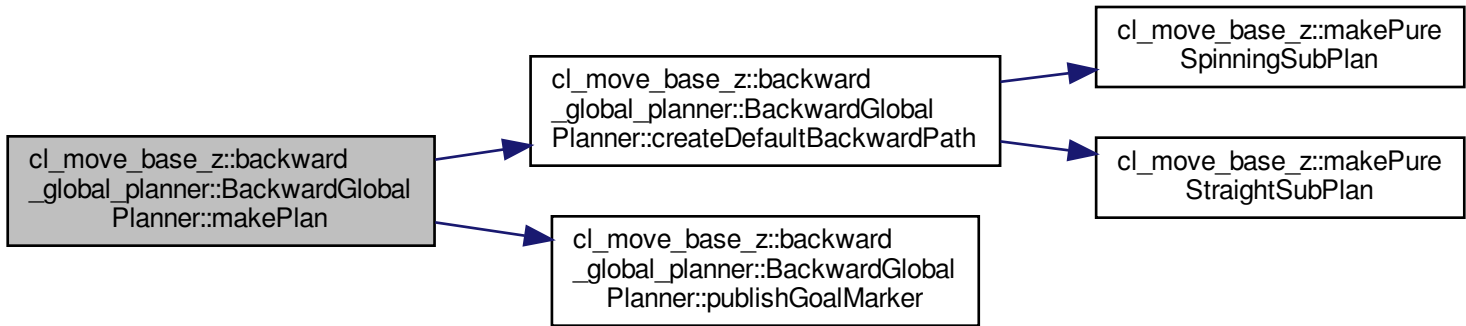 cl_move_base_z::backward
_global_planner::BackwardGlobal
Planner::makePlan
cl_move_base_z::backward
_global_planner::BackwardGlobal
Planner::createDefaultBackwardPath
cl_move_base_z::backward
_global_planner::BackwardGlobal
Planner::publishGoalMarker
cl_move_base_z::makePure
SpinningSubPlan
cl_move_base_z::makePure
StraightSubPlan